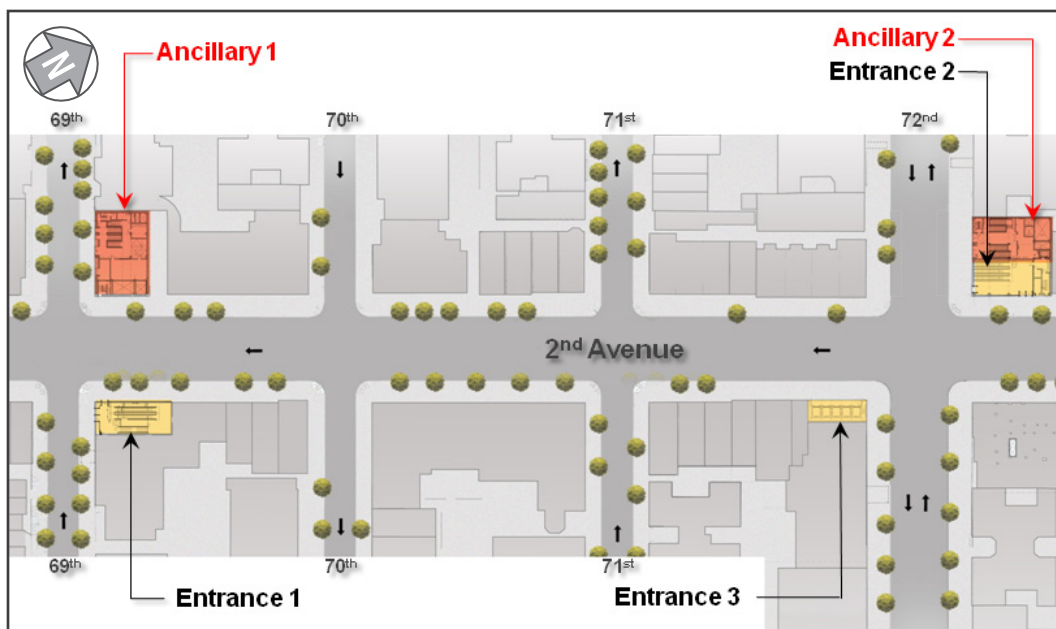 N
Ancillary 1
Ancillary 2
Entrance 2
69th
70th
71st
72nd
2nd Avenue
69th
70th
71st
Entrance 1
Entrance 3